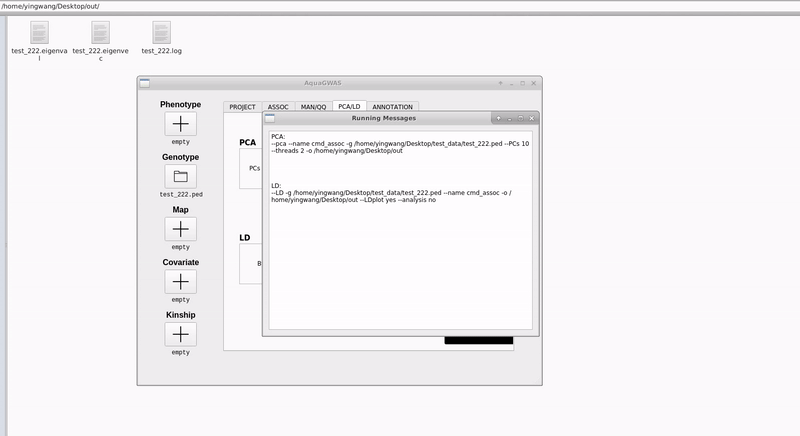 /home/yingwang/Desktop/out/
test_222.eigenva
l
test_222.eigenve
c
test_222.log
AquaGWAS
Phenotype
empty
Genotype
test_222.ped
Map
empty
Covariate
empty
Kinship
empty
PROJECT
ASSOC
MAN/QQ
PCA/LD
ANNOTATION
PCA
PCs
LD
B
Running Messages
PCA:
--pca --name cmd_assoc -g /home/yingwang/Desktop/test_data/test_222.ped --PCs 10
--threads 2 -o /home/yingwang/Desktop/out
LD:
--LD -g /home/yingwang/Desktop/test_data/test_222.ped --name cmd_assoc -o /
home/yingwang/Desktop/out --LDplot yes --analysis no